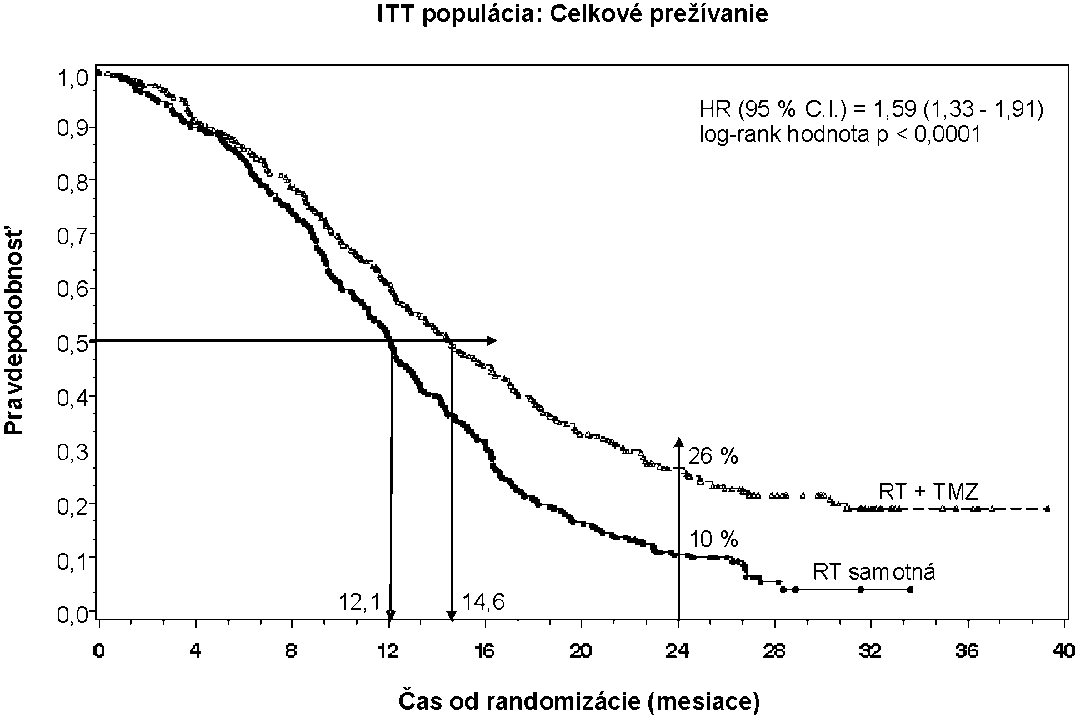 ITT populácia: Celkové prežívanie
HR (95 % C.I.) = 1,59 (1,33 - 1,91)
log-rank hodnota p < 0,0001
Pravdepodobnosť
1,0
0,9
0,8
0,7
0,6
0,5
0,4
0,3
0,2
0,1
0,0
26 %
RT + TMZ
10 %
RT samotná
12,1
14,6
0 4 8 12 16 20 24 28 32 36 40
Čas od randomizácie (mesiace)